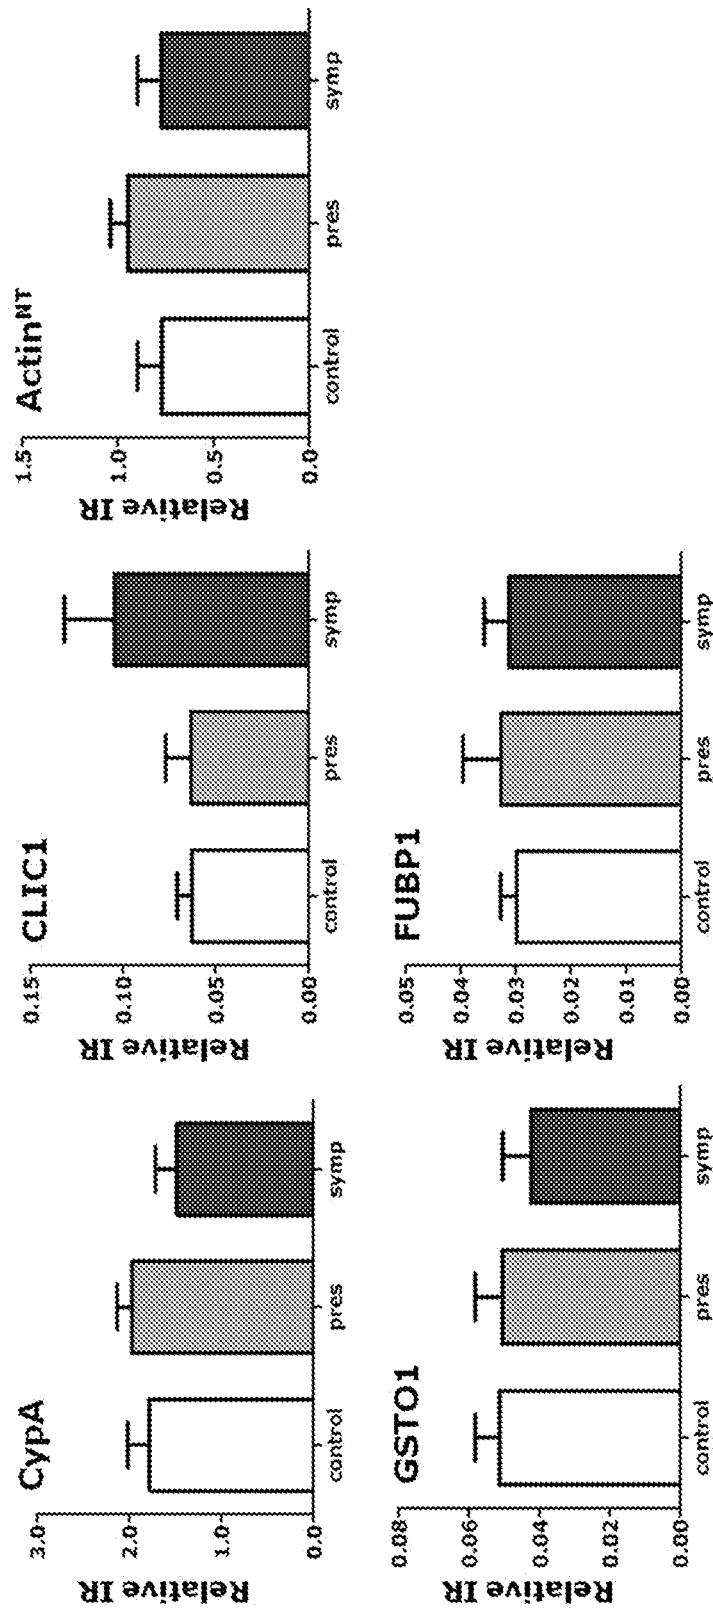 CypA
Relative IR
3.0
2.0
1.0
0.0
control
pres
symp
CLIC1
Relative IR
0.15
0.10
0.05
0.00
control
pres
symp
Actin^NT
Relative IR
1.5
1.0
0.5
0.0
control
pres
symp
GSTO1
Relative IR
0.08
0.06
0.04
0.02
0.00
control
pres
symp
FUBP1
Relative IR
0.05
0.04
0.03
0.02
0.01
0.00
control
pres
symp